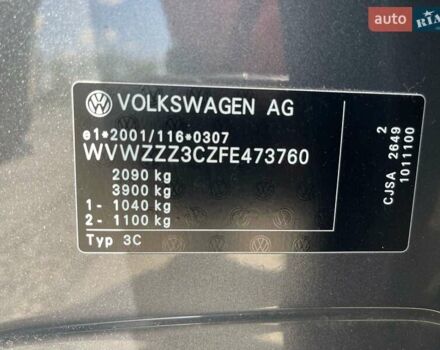 auto RIA
VOLKSWAGEN AG
e1*2001/116*0307
WVWZZZ3CZFE473760
2090 kg
3900 kg
1- 1040 kg
2- 1100 kg
Typ 3C
CJSA 2649 2
1011100